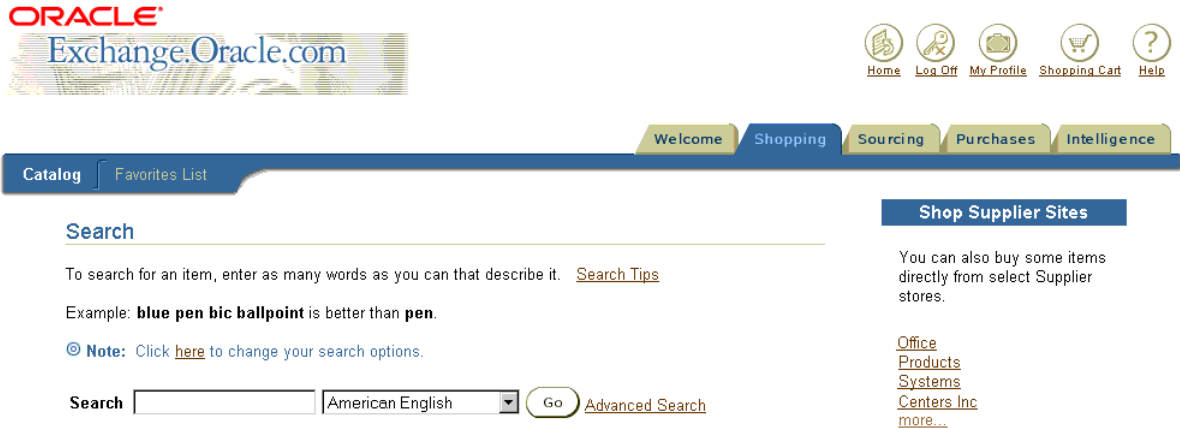 ORACLE®
Exchange.Oracle.com
Home Log Off My Profile Shopping Cart ? Help
Welcome Shopping Sourcing Purchases Intelligence
Catalog Favorites List
Search
To search for an item, enter as many words as you can that describe it. Search Tips
Example: blue pen bic ballpoint is better than pen.
Note: Click here to change your search options.
Search American English Go Advanced Search
Shop Supplier Sites
You can also buy some items
directly from select Supplier
stores.
Office
Products
Systems
Centers Inc
more...